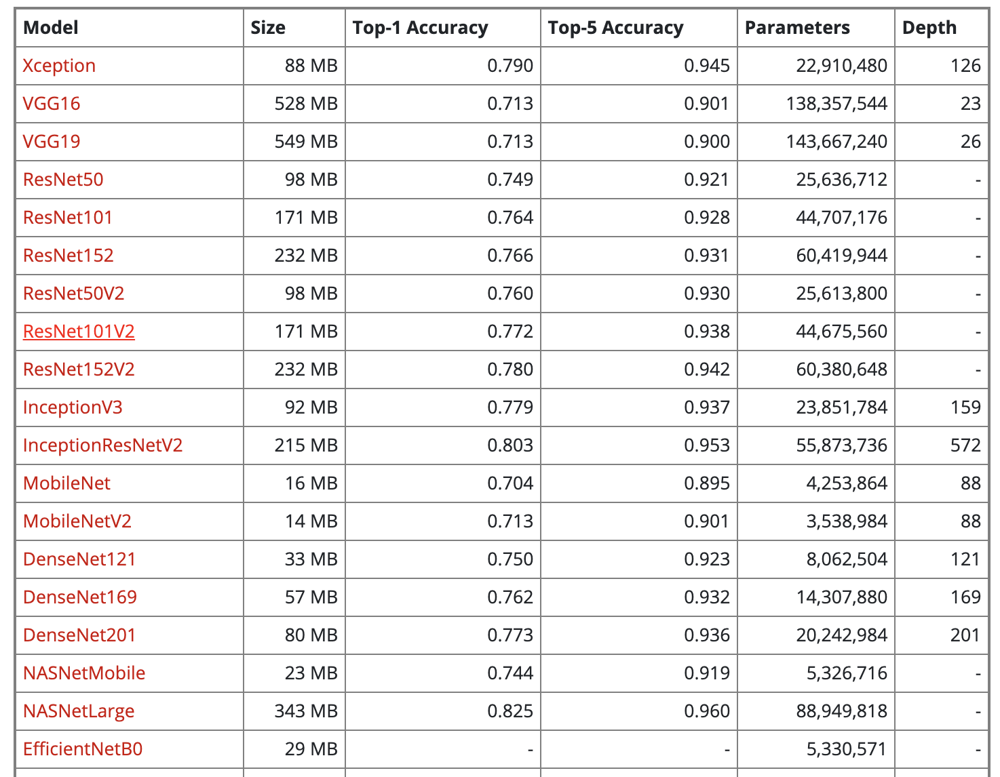 Model Size Top-1 Accuracy Top-5 Accuracy Parameters Depth
Xception 88 MB 0.790 0.945 22,910,480 126
VGG16 528 MB 0.713 0.901 138,357,544 23
VGG19 549 MB 0.713 0.900 143,667,240 26
ResNet50 98 MB 0.749 0.921 25,636,712 -
ResNet101 171 MB 0.764 0.928 44,707,176 -
ResNet152 232 MB 0.766 0.931 60,419,944 -
ResNet50V2 98 MB 0.760 0.930 25,613,800 -
ResNet101V2 171 MB 0.772 0.938 44,675,560 -
ResNet152V2 232 MB 0.780 0.942 60,380,648 -
InceptionV3 92 MB 0.779 0.937 23,851,784 159
InceptionResNetV2 215 MB 0.803 0.953 55,873,736 572
MobileNet 16 MB 0.704 0.895 4,253,864 88
MobileNetV2 14 MB 0.713 0.901 3,538,984 88
DenseNet121 33 MB 0.750 0.923 8,062,504 121
DenseNet169 57 MB 0.762 0.932 14,307,880 169
DenseNet201 80 MB 0.773 0.936 20,242,984 201
NASNetMobile 23 MB 0.744 0.919 5,326,716 -
NASNetLarge 343 MB 0.825 0.960 88,949,818 -
EfficientNetB0 29 MB - - 5,330,571 -